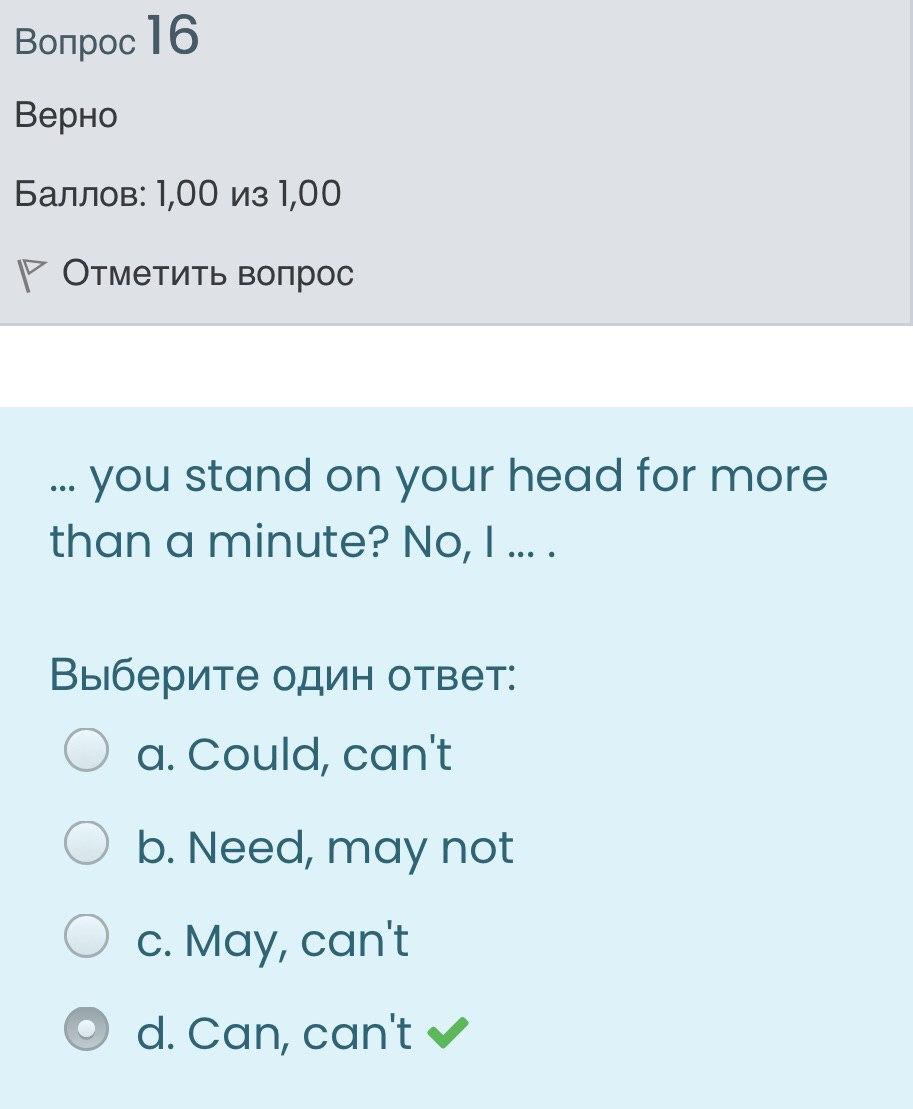 Вопрос 16
Верно
Баллов: 1,00 из 1,00
Отметить вопрос
... you stand on your head for more
than a minute? No, I ... .
Выберите один ответ:
a. Could, can't
b. Need, may not
c. May, can't
d. Can, can't